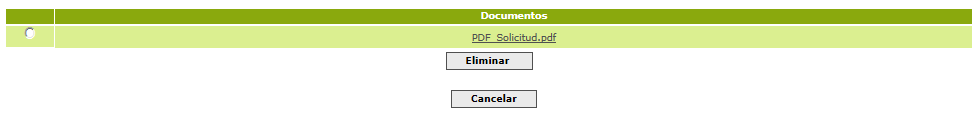 Documentos
PDF_Solicitud.pdf
Eliminar
Cancelar